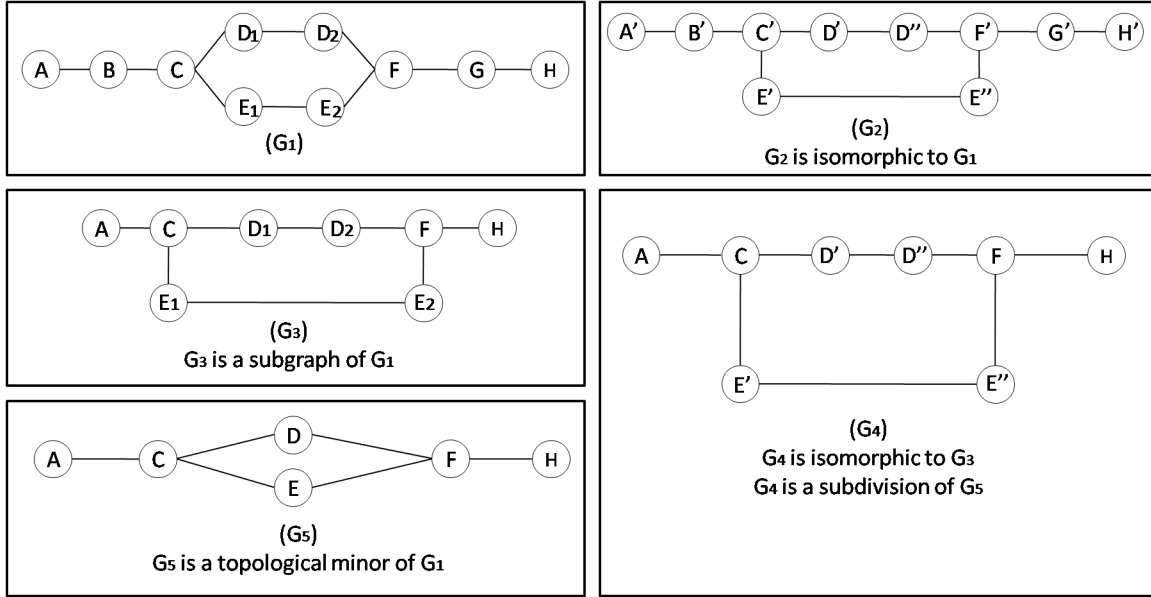 D1 D2
A B C F G H
E1 E2
(G1)
A' B' C' D' D'' F' G' H'
E' E''
(G2)
G2 is isomorphic to G1
A C D1 D2 F H
E1 E2
(G3)
G3 is a subgraph of G1
A C D' D'' F H
E' E''
(G4)
G4 is isomorphic to G3
G4 is a subdivision of G5
D
A C F H
E
(G5)
G5 is a topological minor of G1